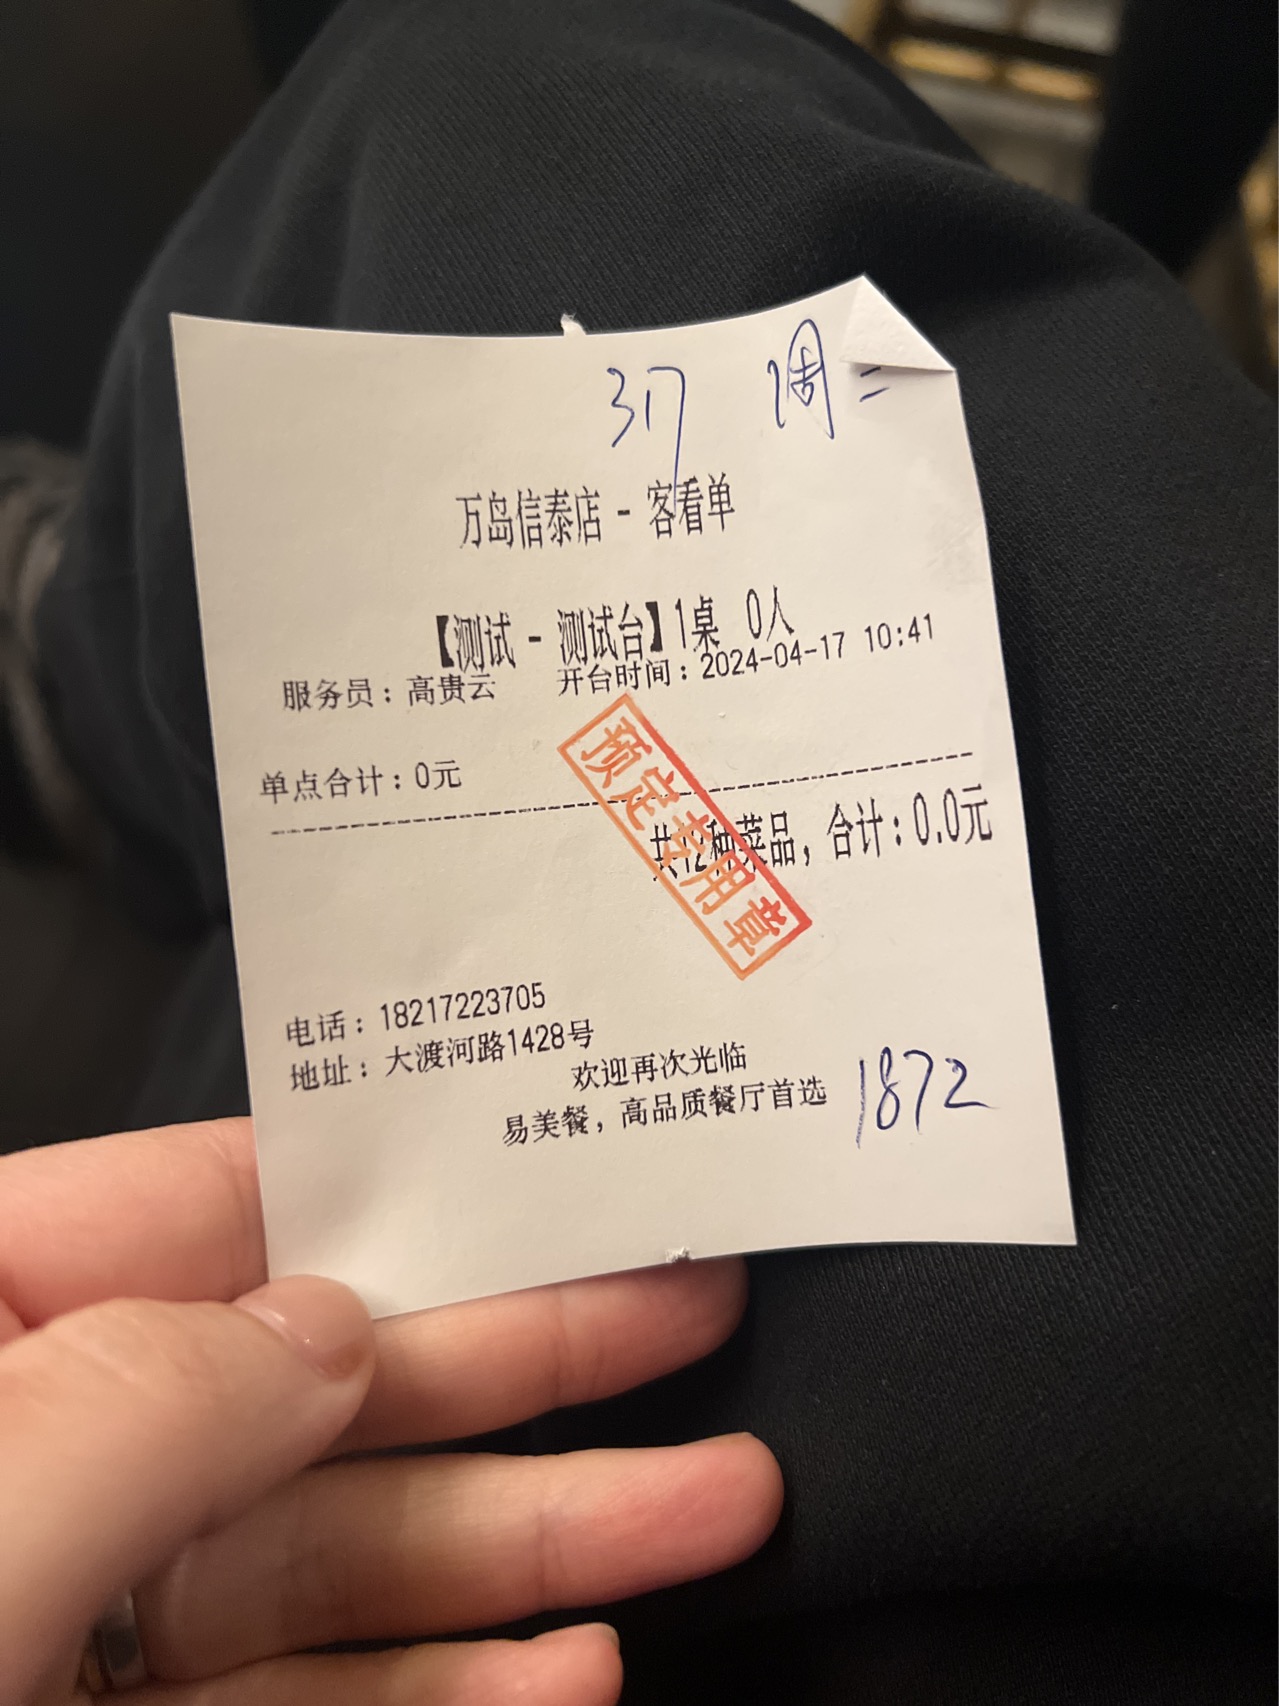 317 周二
万岛信泰店 - 客看单
【测试 - 测试台】1桌 0人
服务员：高贵云 开台时间：2024-04-17 10:41
单点合计：0元
共12种菜品，合计：0.0元
预定专用章
电话：18217223705
地址：大渡河路1428号
欢迎再次光临
易美餐，高品质餐厅首选
1872